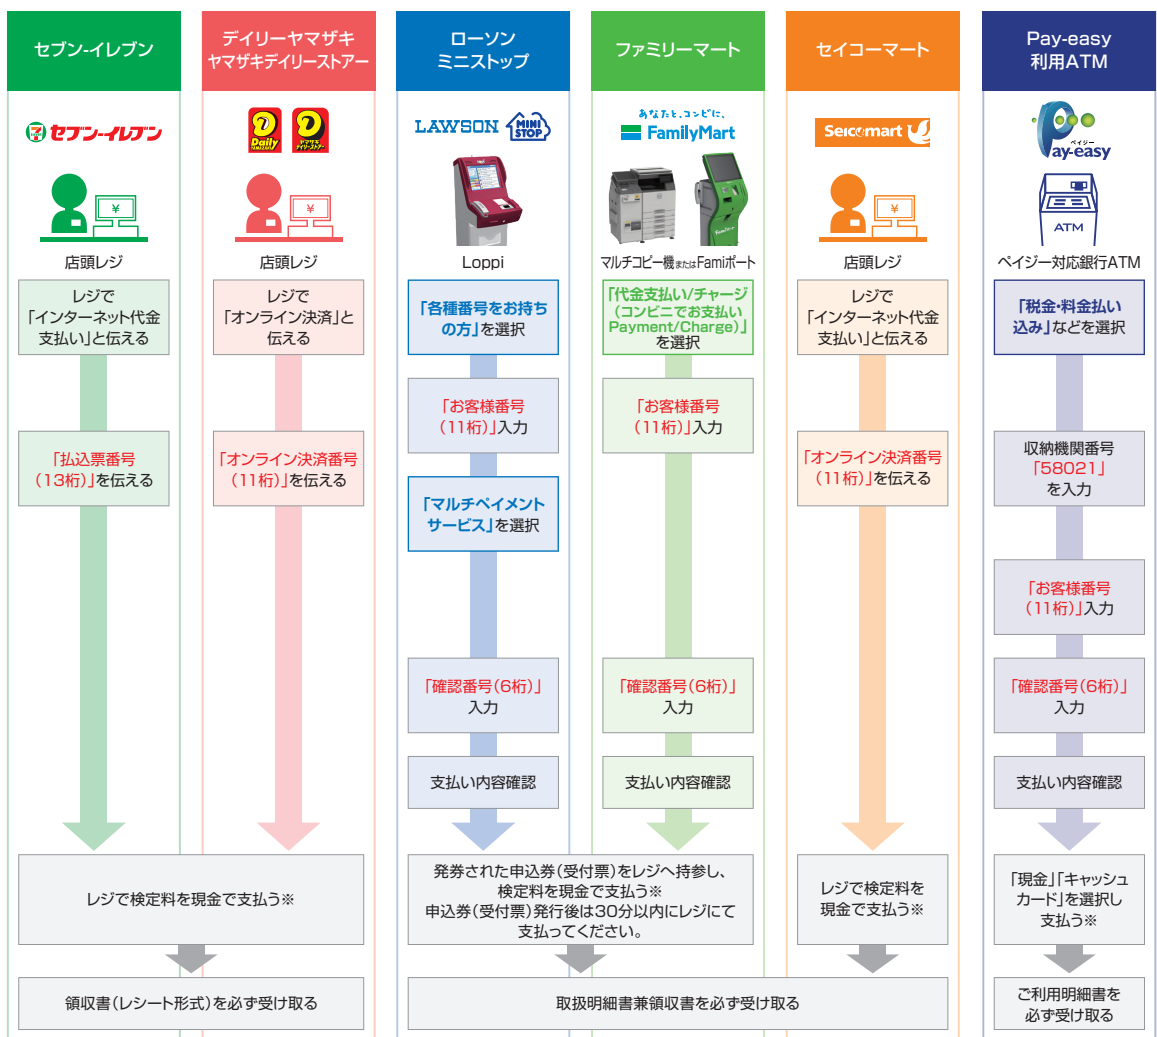 セブン-イレブン
セブン-イレブン
¥
店頭レジ
レジで
「インターネット代金
支払い」と伝える
「払込票番号
(13桁)」を伝える
デイリーヤマザキ
ヤマザキデイリーストアー
Daily
YAMAZAKI
ヤマザキ
デイリーストアー
¥
店頭レジ
レジで
「オンライン決済」と
伝える
「オンライン決済番号
(11桁)」を伝える
レジで検定料を現金で支払う※
領収書(レシート形式)を必ず受け取る
ローソン
ミニストップ
LAWSON
MINI
STOP
Loppi
「各種番号をお持ち
の方」を選択
「お客様番号
(11桁)」入力
「マルチペイメント
サービス」を選択
「確認番号(6桁)」
入力
支払い内容確認
ファミリーマート
あなたと、コンビに、
FamilyMart
マルチコピー機またはFamiポート
「代金支払い/チャージ
(コンビニでお支払い
Payment/Charge)」
を選択
「お客様番号
(11桁)」入力
「確認番号(6桁)」
入力
支払い内容確認
発券された申込券(受付票)をレジへ持参し、
検定料を現金で支払う※
申込券(受付票)発行後は30分以内にレジにて
支払ってください。
セイコーマート
Seicomart
¥
店頭レジ
レジで
「インターネット代金
支払い」と伝える
「オンライン決済番号
(11桁)」を伝える
レジで検定料を
現金で支払う※
取扱明細書兼領収書を必ず受け取る
Pay-easy
利用ATM
ペイジー
Pay-easy
ATM
ペイジー対応銀行ATM
「税金・料金払い
込み」などを選択
収納機関番号
「58021」
を入力
「お客様番号
(11桁)」入力
「確認番号(6桁)」
入力
支払い内容確認
「現金」「キャッシュ
カード」を選択し
支払う※
ご利用明細書を
必ず受け取る